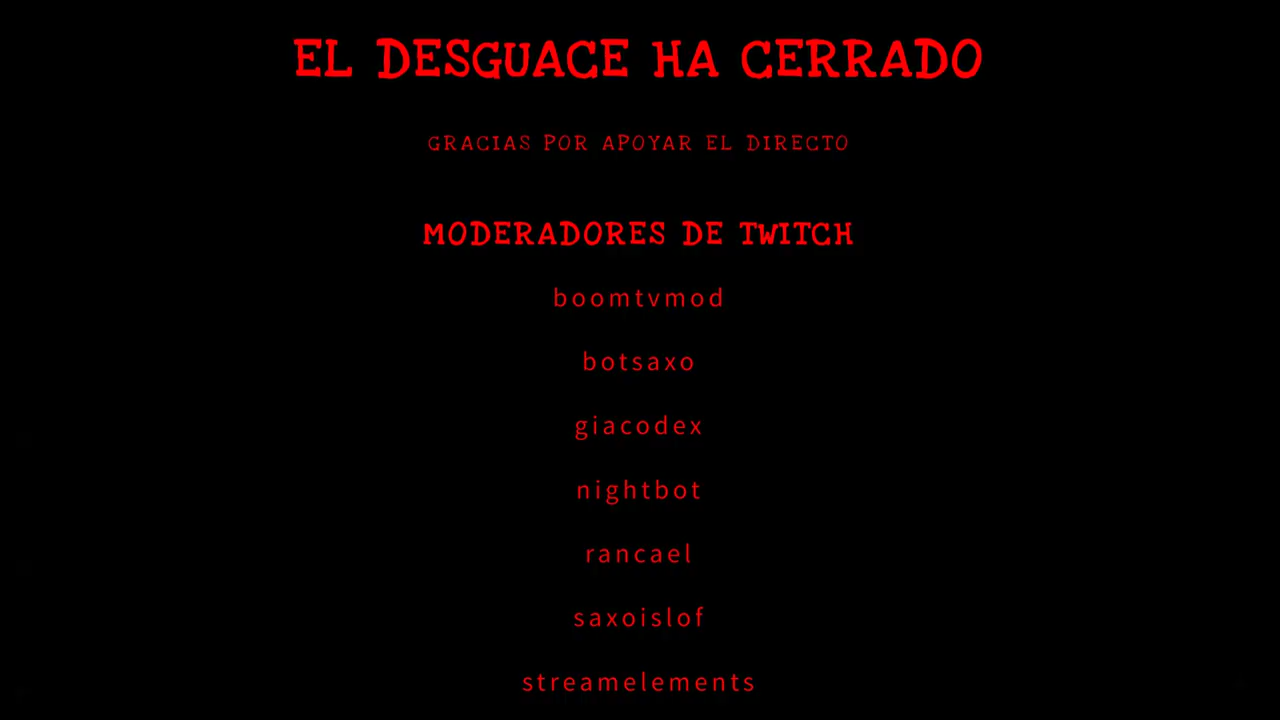 EL DESGUACE HA CERRADO
GRACIAS POR APOYAR EL DIRECTO
MODERADORES DE TWITCH
boomtvmod
botsaxo
giacodex
nightbot
rancael
saxoislof
streamelements